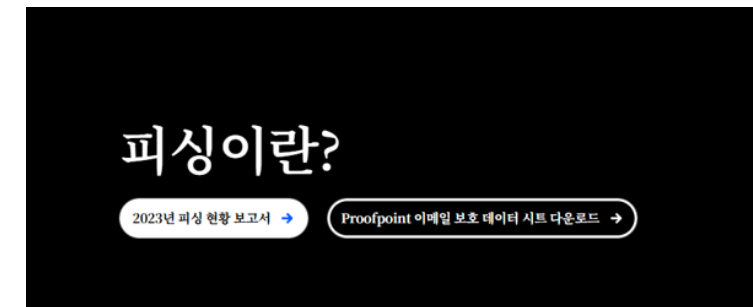 피싱이란?
2023년 피싱 현황 보고서 →
Proofpoint 이메일 보호 데이터 시트 다운로드 →